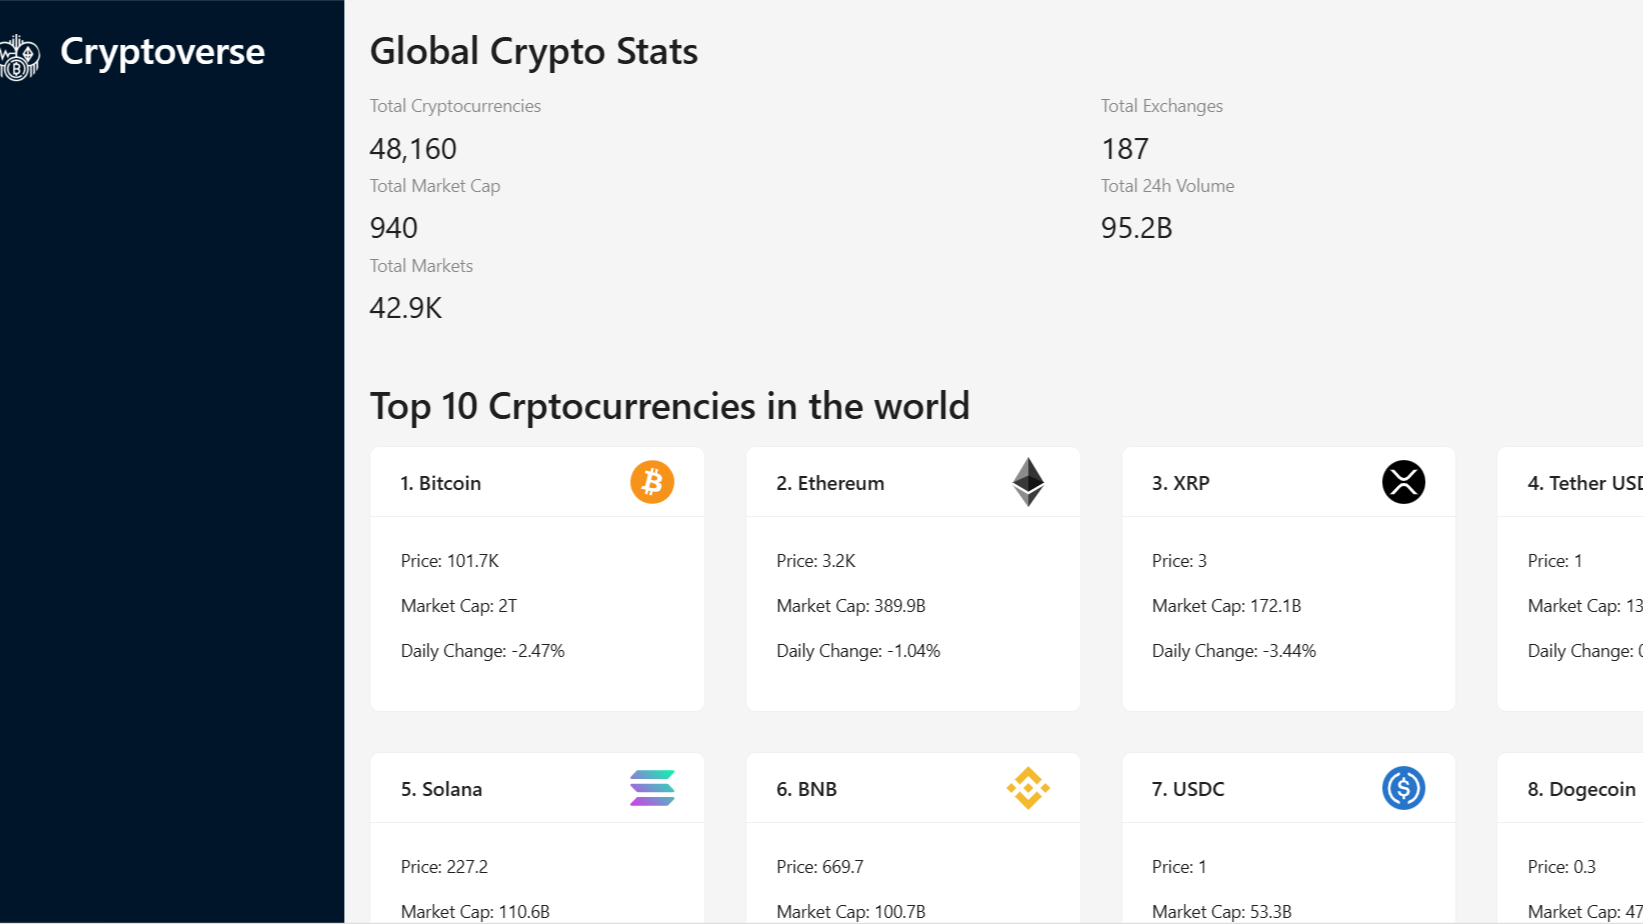 Cryptoverse
Global Crypto Stats
Total Cryptocurrencies
48,160
Total Exchanges
187
Total Market Cap
940
Total 24h Volume
95.2B
Total Markets
42.9K
Top 10 Crptocurrencies in the world
1. Bitcoin
Price: 101.7K
Market Cap: 2T
Daily Change: -2.47%
2. Ethereum
Price: 3.2K
Market Cap: 389.9B
Daily Change: -1.04%
3. XRP
Price: 3
Market Cap: 172.1B
Daily Change: -3.44%
4. Tether USD
Price: 1
Market Cap: 13
Daily Change: 0
5. Solana
Price: 227.2
Market Cap: 110.6B
6. BNB
Price: 669.7
Market Cap: 100.7B
7. USDC
Price: 1
Market Cap: 53.3B
8. Dogecoin
Price: 0.3
Market Cap: 47